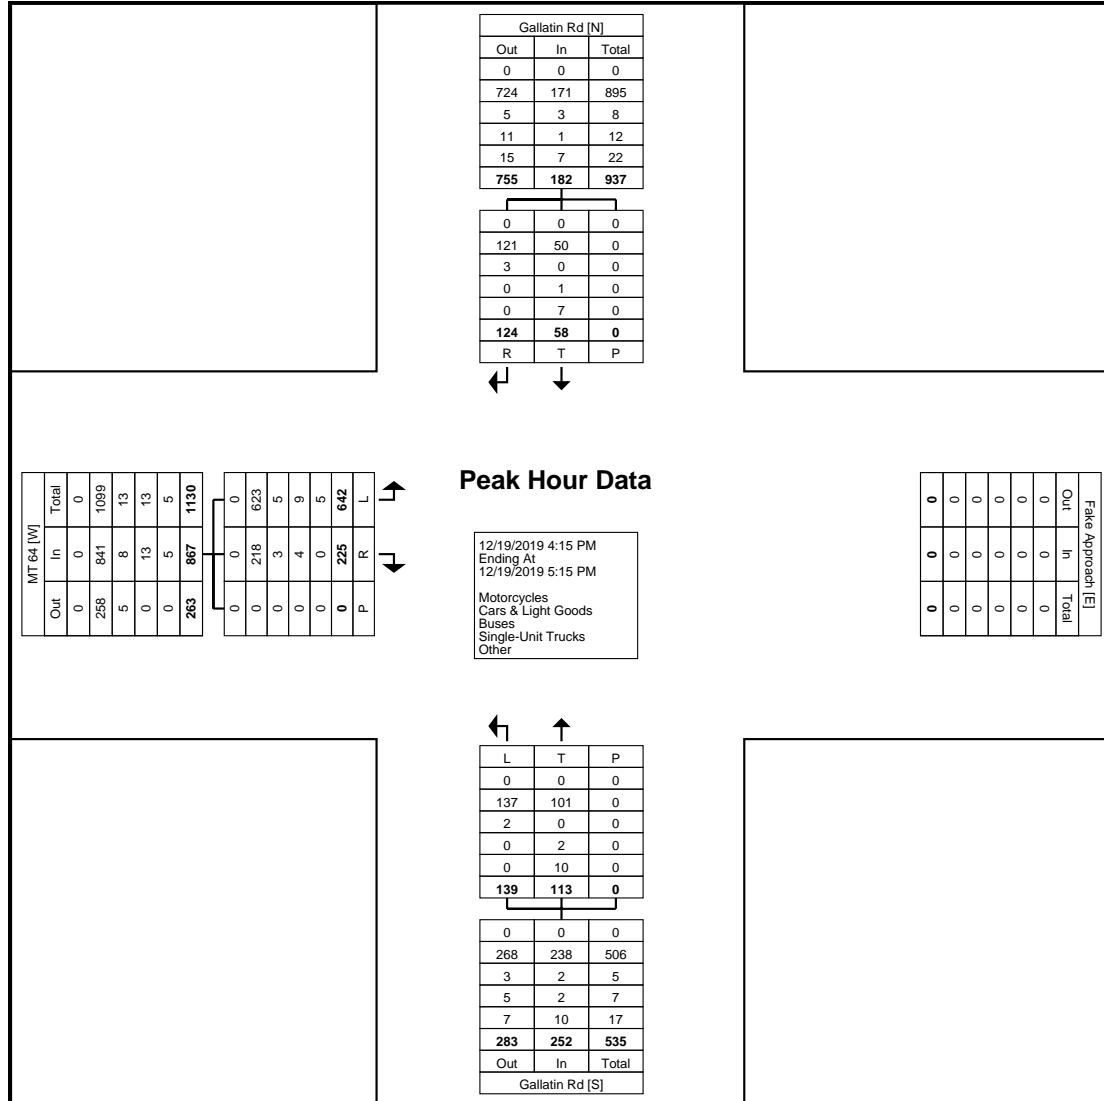 Gallatin Rd [N]
Out In Total
0 0 0
724 171 895
5 3 8
11 1 12
15 7 22
755 182 937
0 0 0
121 50 0
3 0 0
0 1 0
0 7 0
124 58 0
R T P
MT 64 [W]
Total In Out
0 0 0
1099 841 258
13 8 5
13 13 0
5 5 0
1130 867 263
0 0 0
623 218 0
5 3 0
9 4 0
5 0 0
642 225 0
L R P
Peak Hour Data
12/19/2019 4:15 PM
Ending At
12/19/2019 5:15 PM
Motorcycles
Cars & Light Goods
Buses
Single-Unit Trucks
Other
Fake Approach [E]
Out In Total
0 0 0
0 0 0
0 0 0
0 0 0
0 0 0
0 0 0
L T P
0 0 0
137 101 0
2 0 0
0 2 0
0 10 0
139 113 0
0 0 0
268 238 506
3 2 5
5 2 7
7 10 17
283 252 535
Out In Total
Gallatin Rd [S]